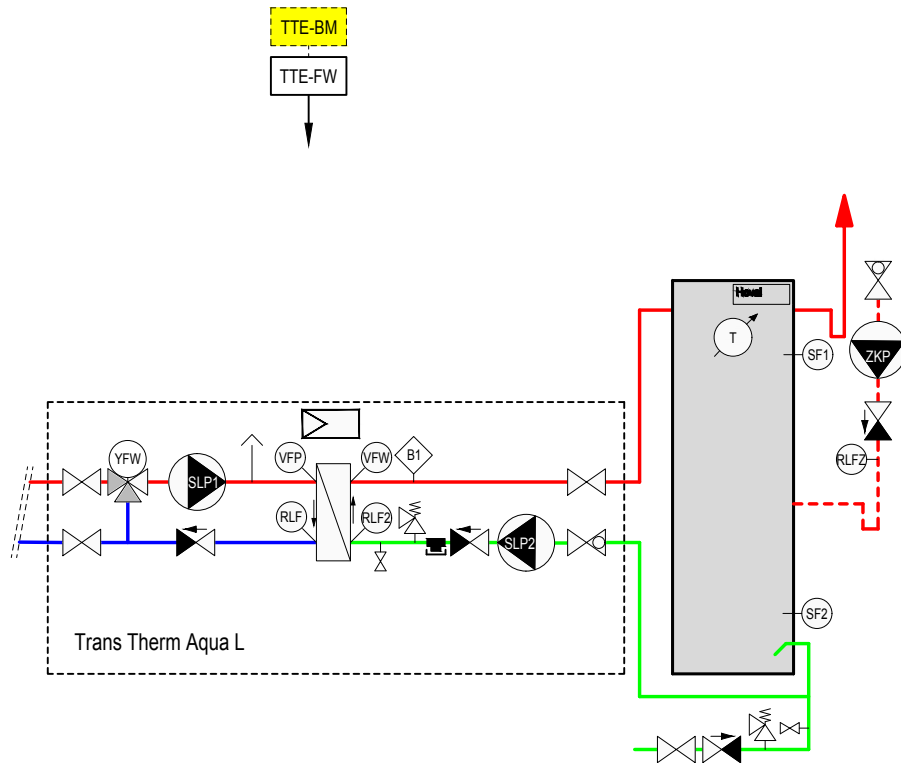 TTE-BM
TTE-FW
Hoval
T
SF1
ZKP
YFW
SLP1
VFP
VFW
B1
RLFZ
RLF
RLF2
SLP2
SF2
Trans Therm Aqua L